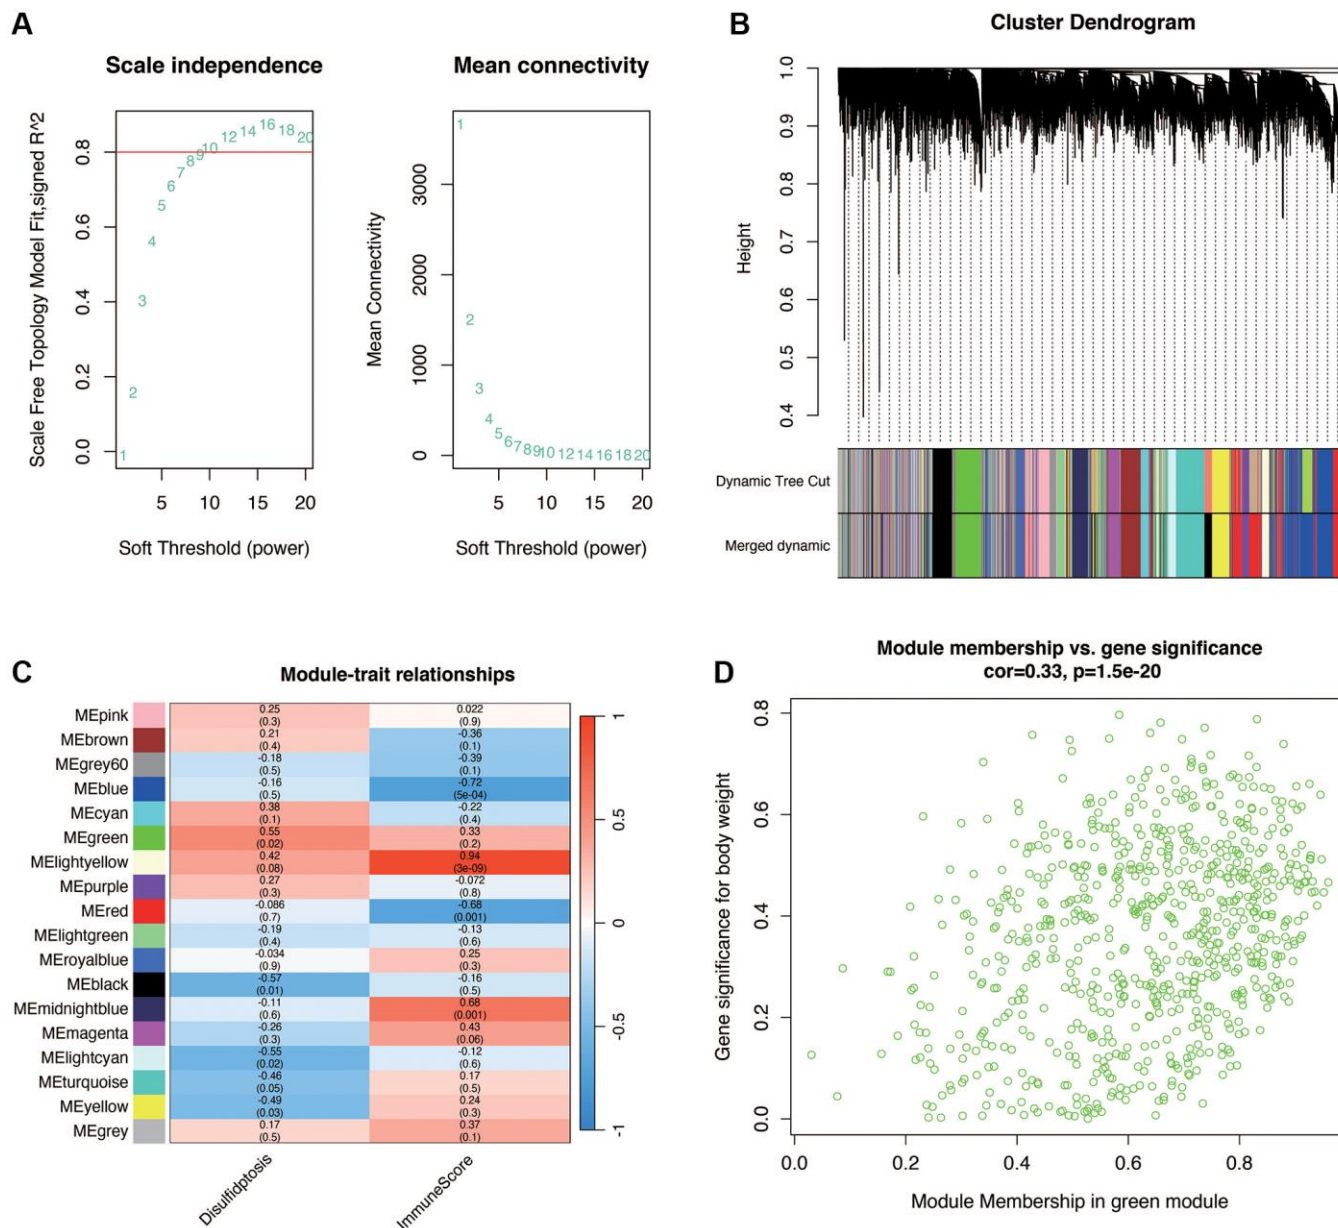 A
Scale independence
Scale Free Topology Model Fit,signed R^2
0.0
0.2
0.4
0.6
0.8
1
2
3
4
5
6
7
8
9
10
12
14
16
18
20
5
10
15
20
Soft Threshold (power)
Mean connectivity
Mean Connectivity
0
1000
2000
3000
1
2
3
4
5
6
7
8
9
10
12
14
16
18
20
5
10
15
20
Soft Threshold (power)
B
Cluster Dendrogram
Height
1.0
0.9
0.8
0.7
0.6
0.5
0.4
Dynamic Tree Cut
Merged dynamic
C
Module-trait relationships
MEpink 0.25 0.022
(0.3) (0.9)
MEbrown 0.21 -0.36
(0.4) (0.1)
MEgrey60 -0.18 -0.39
(0.5) (0.1)
MEblue -0.16 -0.72
(0.5) (5e-04)
MEcyan 0.38 -0.22
(0.1) (0.4)
MEgreen 0.55 0.33
(0.02) (0.2)
MElightyellow 0.42 0.94
(0.08) (3e-09)
MEpurple 0.27 -0.072
(0.3) (0.8)
MEred -0.086 -0.68
(0.7) (0.001)
MElightgreen -0.19 -0.13
(0.4) (0.6)
MEroyalblue -0.034 0.25
(0.9) (0.3)
MEblack -0.57 -0.16
(0.01) (0.5)
MEmidnightblue -0.11 0.68
(0.6) (0.001)
MEmagenta -0.26 0.43
(0.3) (0.06)
MElightcyan -0.55 -0.12
(0.02) (0.6)
MEturquoise -0.46 0.17
(0.05) (0.5)
MEyellow -0.49 0.24
(0.03) (0.3)
MEgrey 0.17 0.37
(0.5) (0.1)
Disulfidptosis
ImmuneScore
1
0.5
0
-0.5
-1
D
Module membership vs. gene significance
cor=0.33, p=1.5e-20
Gene significance for body weight
0.8
0.6
0.4
0.2
0.0
0.0
0.2
0.4
0.6
0.8
Module Membership in green module